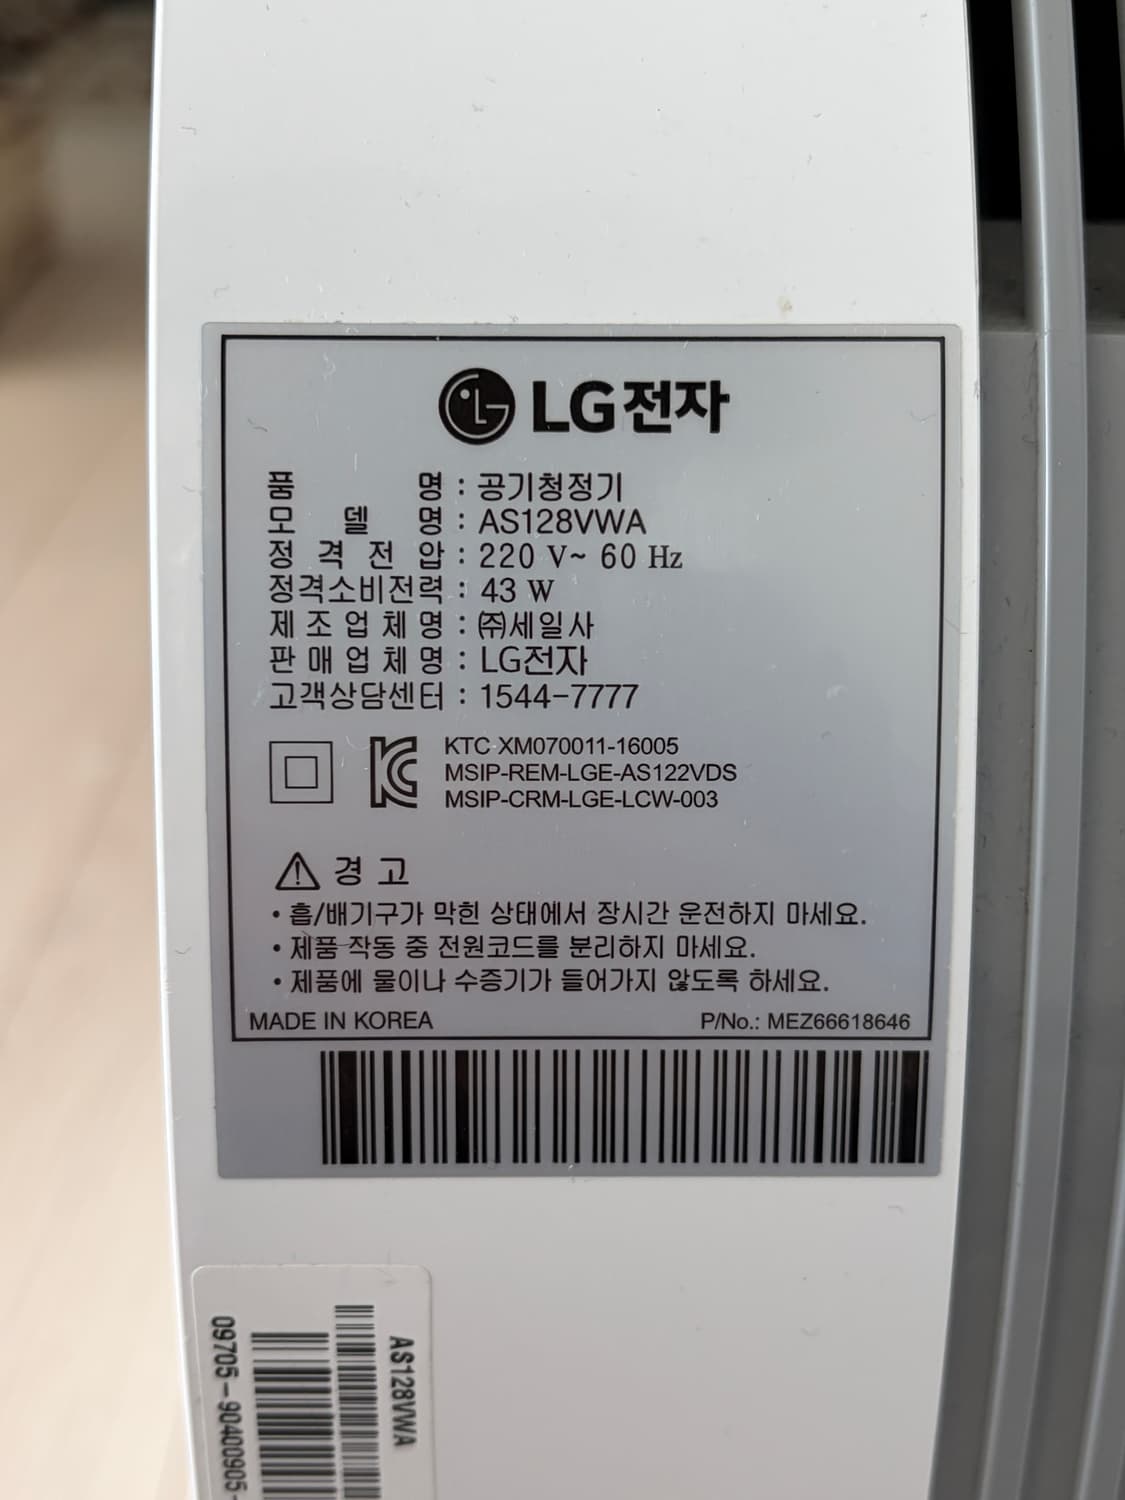 LG전자
품 명 : 공기청정기
모 델 명 : AS128VWA
정 격 전 압 : 220 V~ 60 Hz
정격소비전력 : 43 W
제 조 업 체 명 : ㈜세일사
판 매 업 체 명 : LG전자
고객상담센터 : 1544-7777
KTC XM070011-16005
MSIP-REM-LGE-AS122VDS
MSIP-CRM-LGE-LCW-003
⚠ 경 고
• 흡/배기구가 막힌 상태에서 장시간 운전하지 마세요.
• 제품 작동 중 전원코드를 분리하지 마세요.
• 제품에 물이나 수증기가 들어가지 않도록 하세요.
MADE IN KOREA P/No.: MEZ66618646
AS128VWA
09705-90400905-